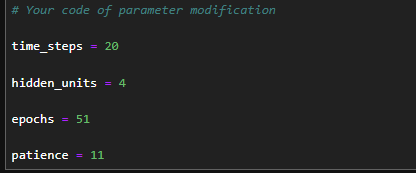 # Your code of parameter modification
time_steps = 20
hidden_units = 4
epochs = 51
patience = 11